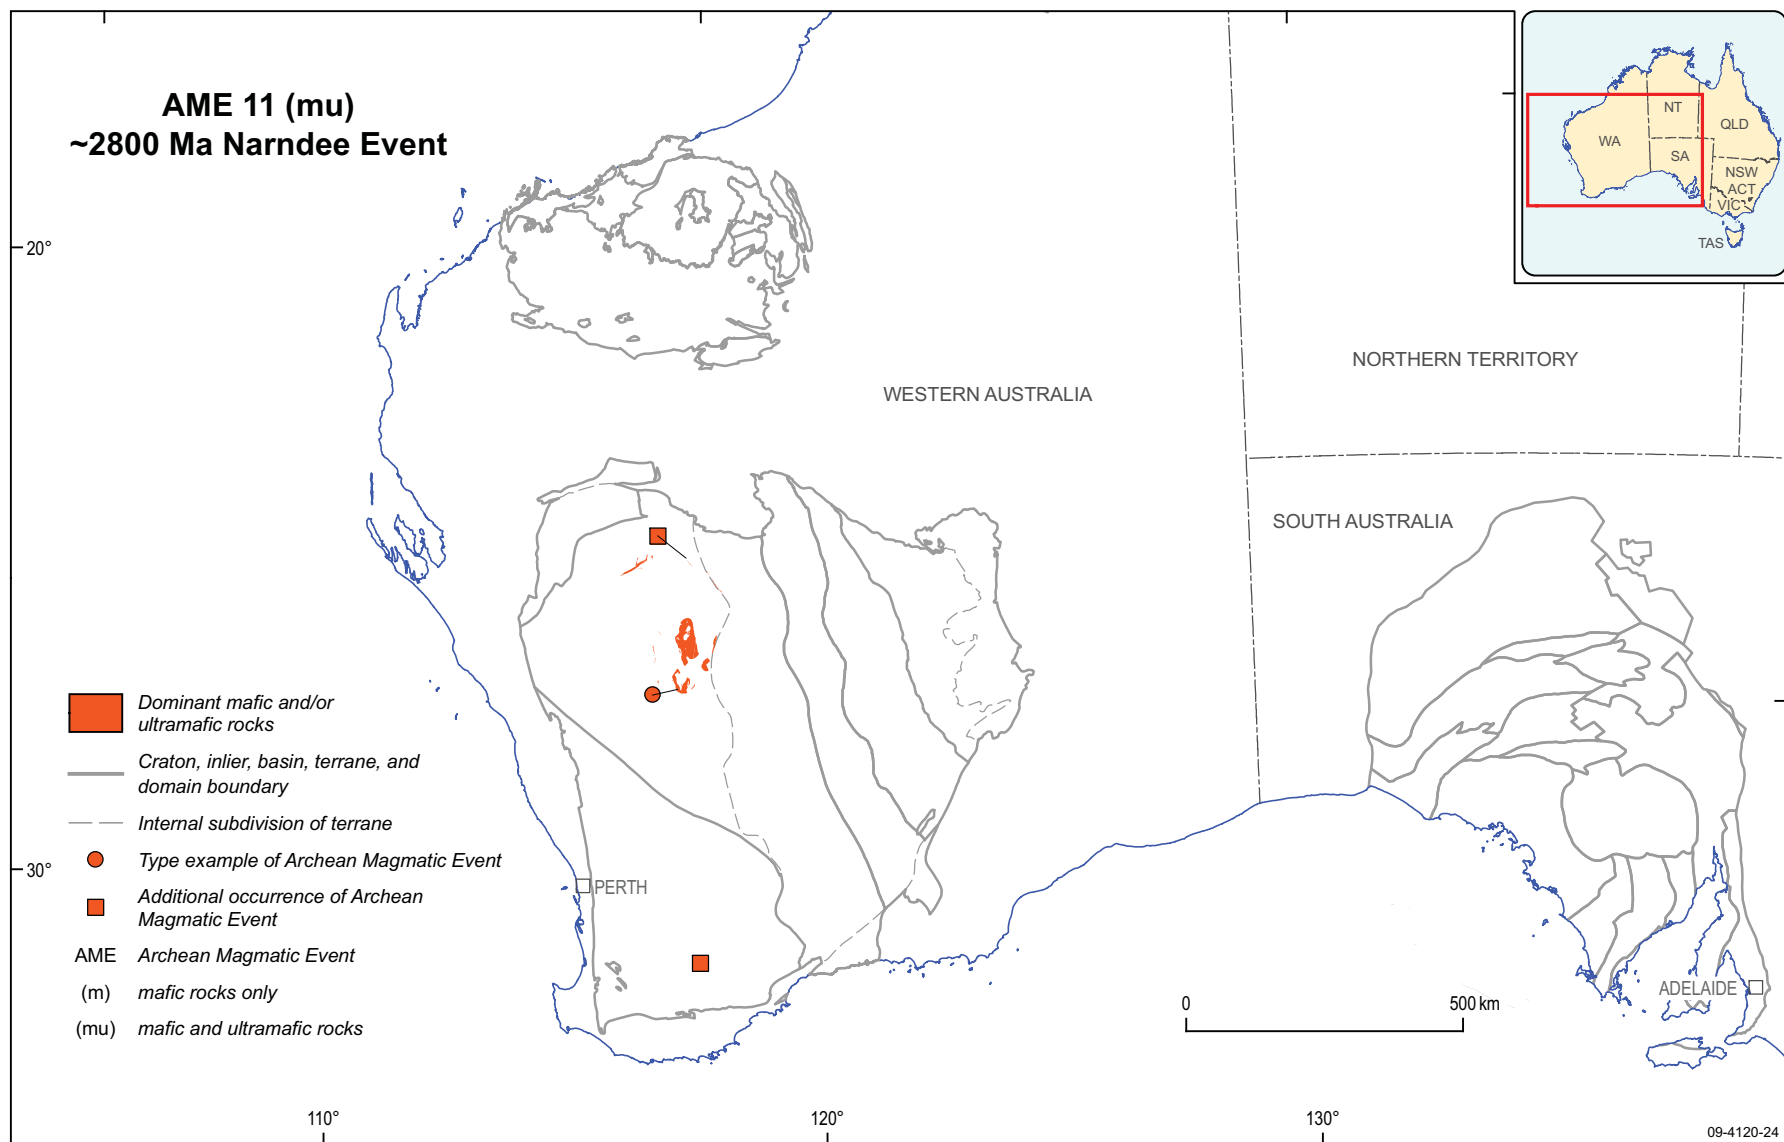 AME 11 (mu)
~2800 Ma Narndee Event
NT
QLD
WA
SA
NSW
ACT
VIC
TAS
20°
NORTHERN TERRITORY
WESTERN AUSTRALIA
SOUTH AUSTRALIA
Dominant mafic and/or
ultramafic rocks
Craton, inlier, basin, terrane, and
domain boundary
Internal subdivision of terrane
Type example of Archean Magmatic Event
30°
PERTH
Additional occurrence of Archean
Magmatic Event
AME Archean Magmatic Event
(m) mafic rocks only
(mu) mafic and ultramafic rocks
ADELAIDE
0 500 km
110° 120° 130°
09-4120-24